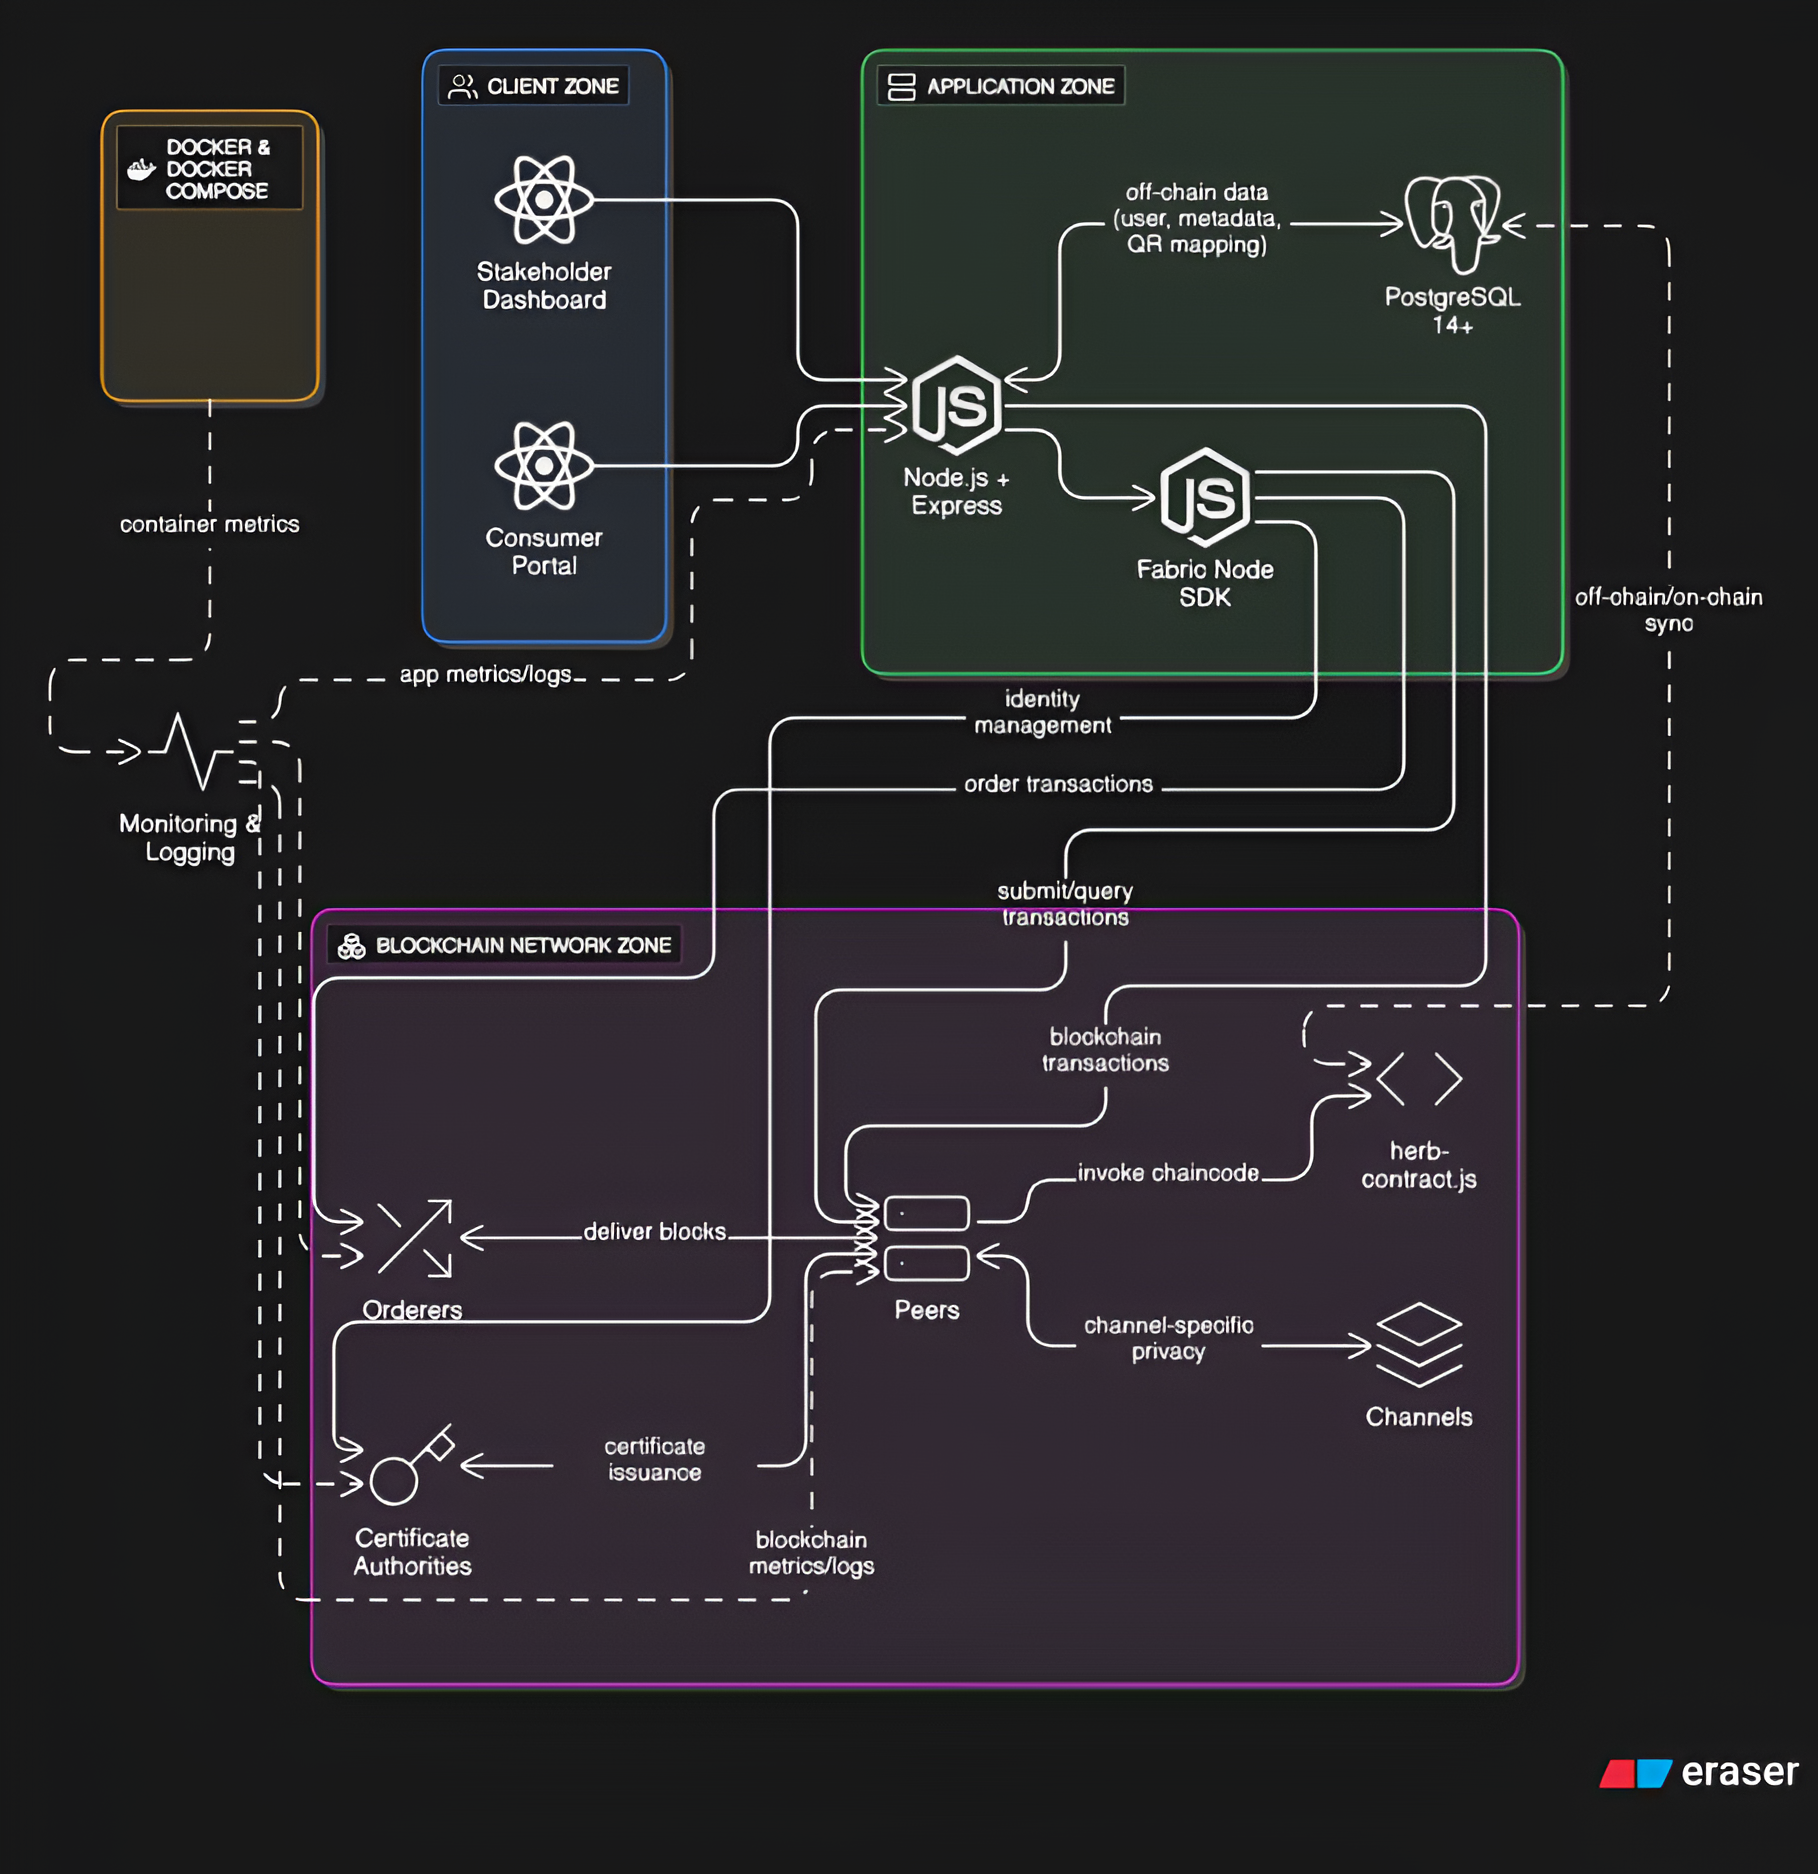 CLIENT ZONE
APPLICATION ZONE
DOCKER &
DOCKER
COMPOSE
Stakeholder
Dashboard
off-chain data
(user, metadata,
QR mapping)
PostgreSQL
14+
Node.js +
Express
Consumer
Portal
container metrics
Fabric Node
SDK
off-chain/on-chain
sync
app metrics/logs
identity
management
order transactions
Monitoring &
Logging
submit/query
transactions
BLOCKCHAIN NETWORK ZONE
blockchain
transactions
herb-
contract.js
invoke chaincode
deliver blocks
Orderers
Peers
channel-specific
privacy
Channels
certificate
issuance
Certificate
Authorities
blockchain
metrics/logs
eraser